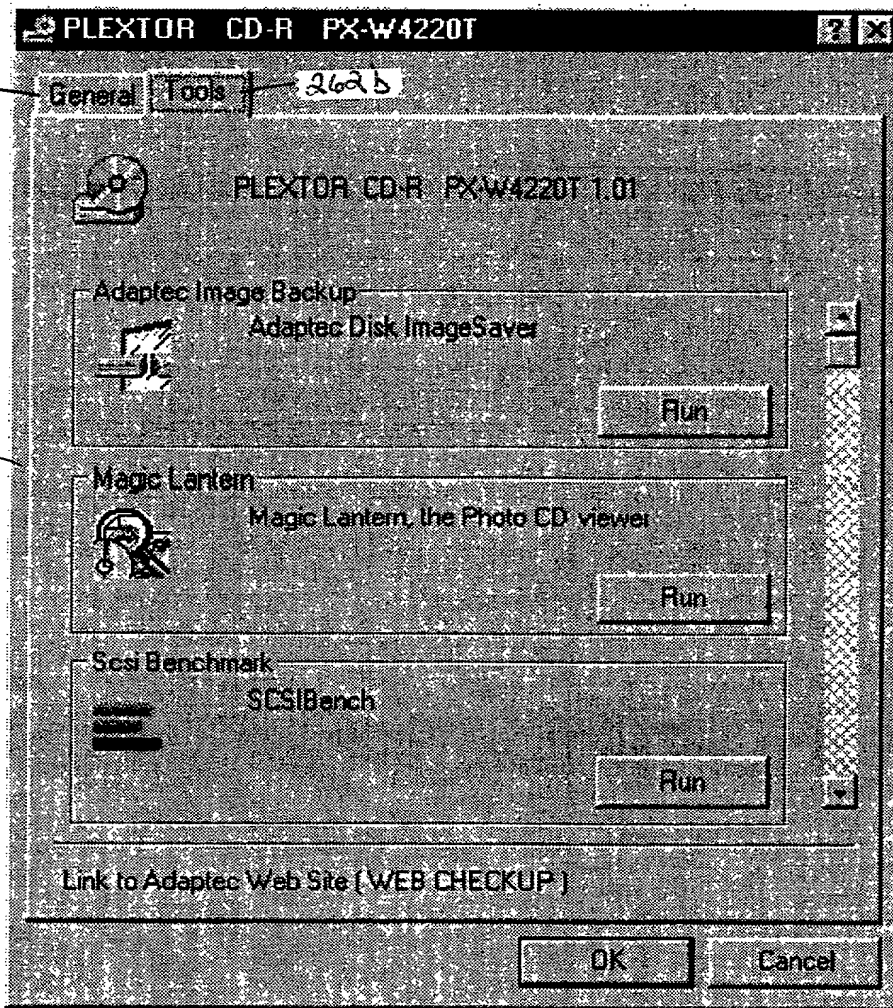 PLEXTOR CD-R PX-W4220T
General Tools 262b
PLEXTOR CD-R PX-W4220T 1.01
Adaptec Image Backup
Adaptec Disk ImageSaver
Run
Magic Lantern
Magic Lantern, the Photo CD viewer
Run
Scsi Benchmark
SCSIBench
Run
Link to Adaptec Web Site ( WEB CHECKUP )
OK Cancel